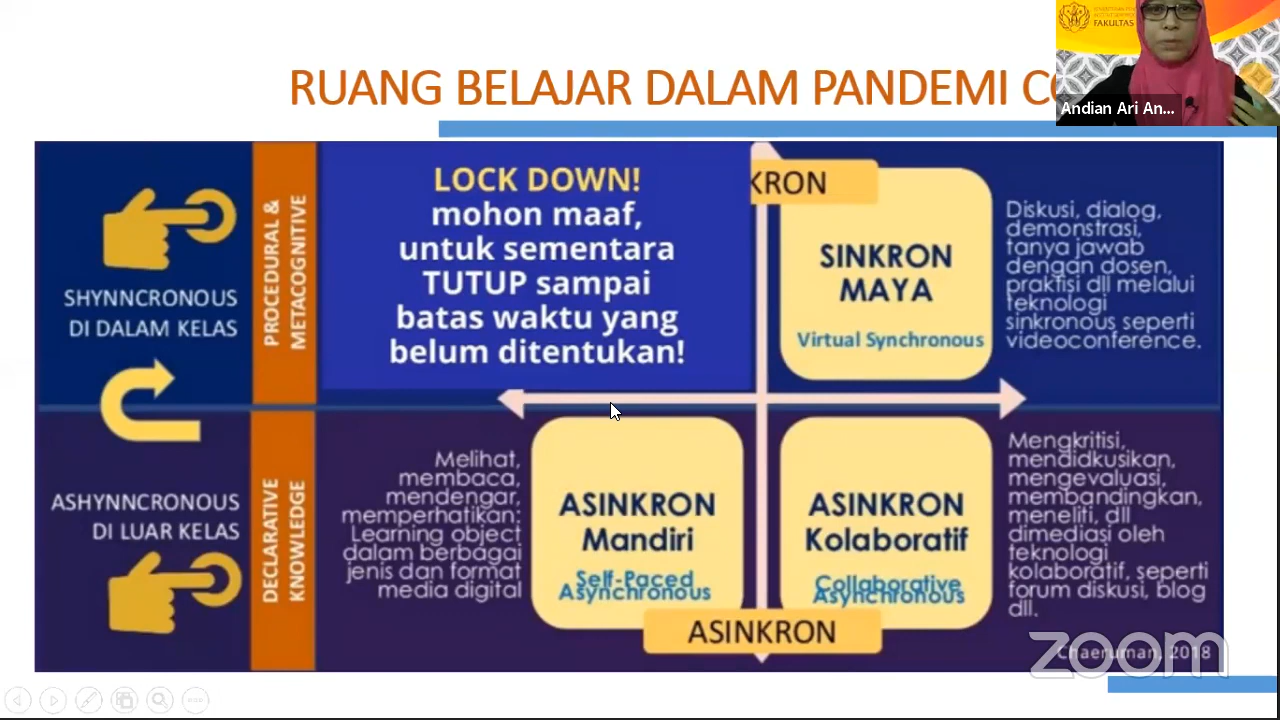 RUANG BELAJAR DALAM PANDEMI
FAKULTAS
Andian Ari An...
SHYNNCRONOUS
DI DALAM KELAS
PROCEDURAL &
METACOGNITIVE
LOCK DOWN!
mohon maaf,
untuk sementara
TUTUP sampai
batas waktu yang
belum ditentukan!
KRON
SINKRON
MAYA
Virtual Synchronous
Diskusi, dialog,
demonstrasi,
tanya jawab
dengan dosen,
praktisi dll melalui
teknologi
sinkronous seperti
videoconference.
ASHYNNCRONOUS
DI LUAR KELAS
DECLARATIVE
KNOWLEDGE
Melihat,
membaca,
mendengar,
memperhatikan:
Learning object
dalam berbagai
jenis dan format
media digital
ASINKRON
Mandiri
Self-Paced
Asynchronous
ASINKRON
Kolaboratif
Collaborative
Asynchronous
Mengkritisi,
mendidkusikan,
mengevaluasi,
membandingkan,
meneliti, dll
dimediasi oleh
teknologi
kolaboratif, seperti
forum diskusi, blog
dll.
ASINKRON
Chaeruman, 2018
zoom